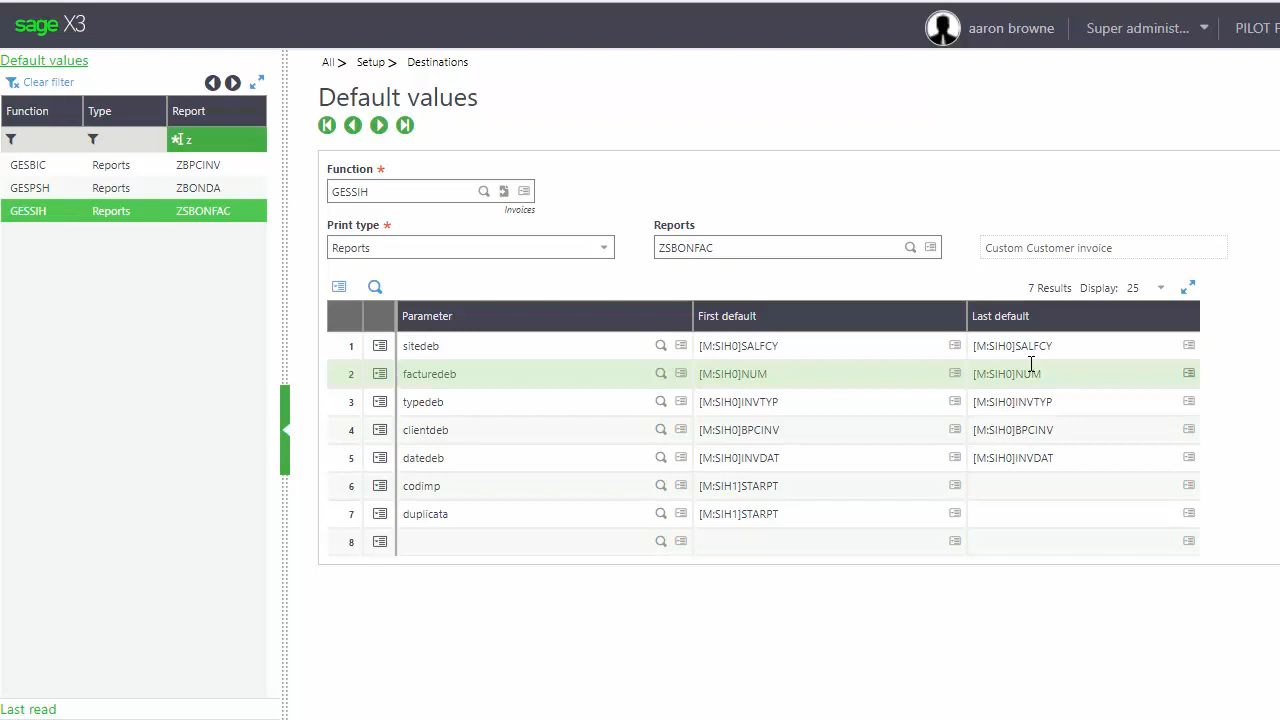 sage X3
aaron browne
Super administ...
PILOT F
Default values
Clear filter
Function Type Report
z
GESBIC Reports ZBPCINV
GESPSH Reports ZBONDA
GESSIH Reports ZSBONFAC
Last read
All > Setup > Destinations
Default values
Function *
GESSIH
Invoices
Print type * Reports
Reports ZSBONFAC Custom Customer invoice
7 Results Display: 25
Parameter First default Last default
1 sitedeb [M:SIH0]SALFCY [M:SIH0]SALFCY
2 facturedeb [M:SIH0]NUM [M:SIH0]NUM
3 typedeb [M:SIH0]INVTYP [M:SIH0]INVTYP
4 clientdeb [M:SIH0]BPCINV [M:SIH0]BPCINV
5 datedeb [M:SIH0]INVDAT [M:SIH0]INVDAT
6 codimp [M:SIH1]STARPT
7 duplicata [M:SIH1]STARPT
8